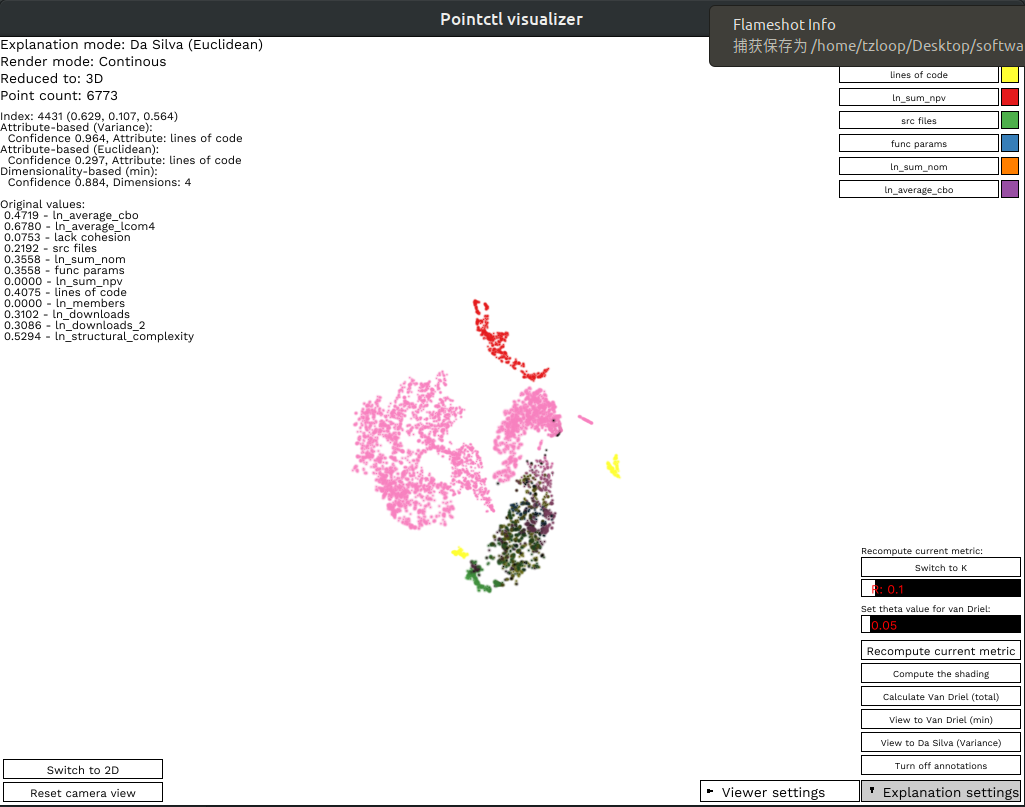 Pointctl visualizer
Flameshot Info
捕获保存为 /home/tzloop/Desktop/softwa
Explanation mode: Da Silva (Euclidean)
Render mode: Continous
Reduced to: 3D
Point count: 6773
Index: 4431 (0.629, 0.107, 0.564)
Attribute-based (Variance):
Confidence 0.964, Attribute: lines of code
Attribute-based (Euclidean):
Confidence 0.297, Attribute: lines of code
Dimensionality-based (min):
Confidence 0.884, Dimensions: 4
Original values:
0.4719 - ln_average_cbo
0.6780 - ln_average_lcom4
0.0753 - lack cohesion
0.2192 - src files
0.3558 - ln_sum_nom
0.3558 - func params
0.0000 - ln_sum_npv
0.4075 - lines of code
0.0000 - ln_members
0.3102 - ln_downloads
0.3086 - ln_downloads_2
0.5294 - ln_structural_complexity
lines of code
ln_sum_npv
src files
func params
ln_sum_nom
ln_average_cbo
Recompute current metric:
Switch to K
R: 0.1
Set theta value for van Driel:
0.05
Recompute current metric
Compute the shading
Calculate Van Driel (total)
View to Van Driel (min)
View to Da Silva (Variance)
Turn off annotations
Switch to 2D
Reset camera view
Viewer settings
Explanation settings